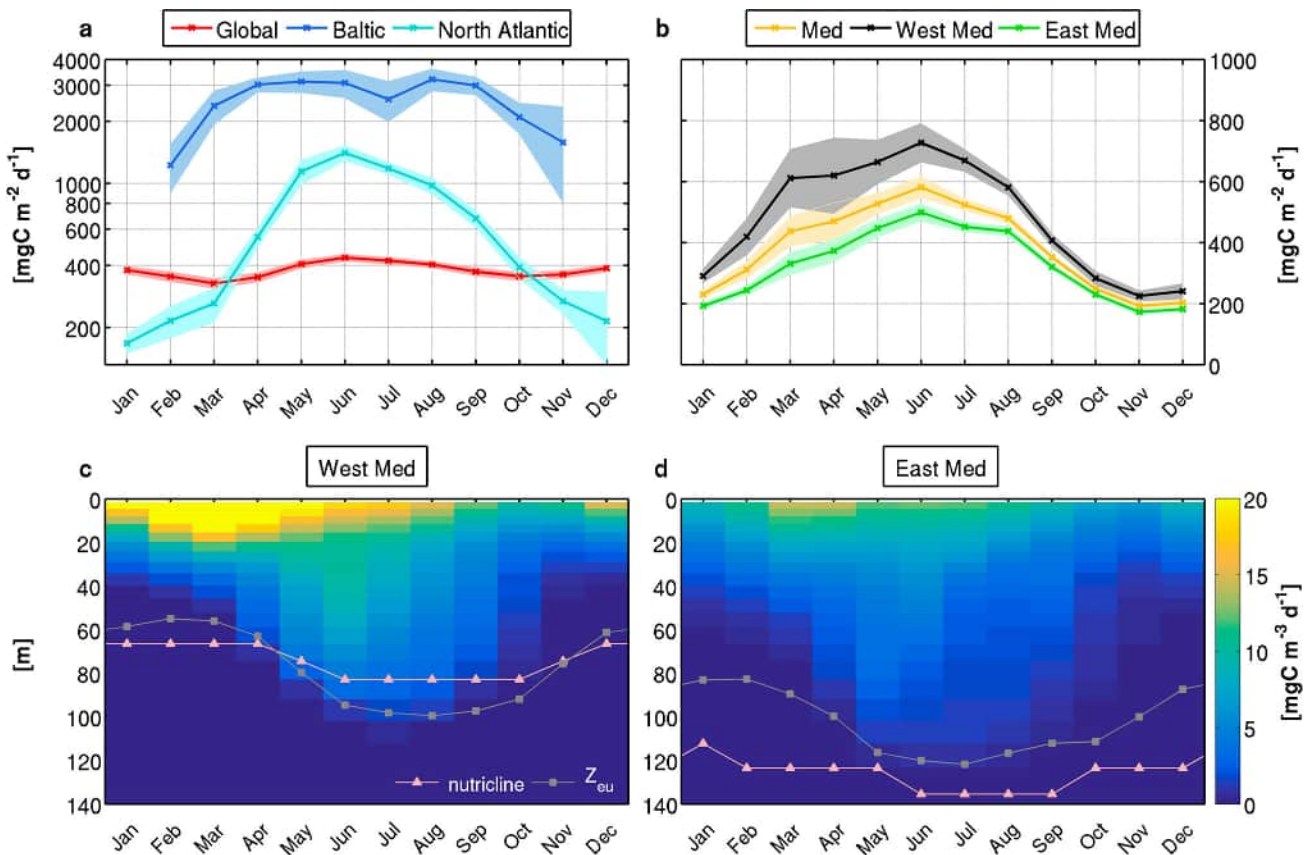 a Global Baltic North Atlantic
b Med West Med East Med
4000
3000
2000
1000
800
600
400
200
[mgC m-2 d-1]
Jan Feb Mar Apr May Jun Jul Aug Sep Oct Nov Dec
1000
800
600
400
200
0
[mgC m-2 d-1]
Jan Feb Mar Apr May Jun Jul Aug Sep Oct Nov Dec
c West Med
0
20
40
60
80
100
120
140
[m]
nutricline Zeu
Jan Feb Mar Apr May Jun Jul Aug Sep Oct Nov Dec
d East Med
0
20
40
60
80
100
120
140
Jan Feb Mar Apr May Jun Jul Aug Sep Oct Nov Dec
20
15
10
5
0
[mgC m-3 d-1]